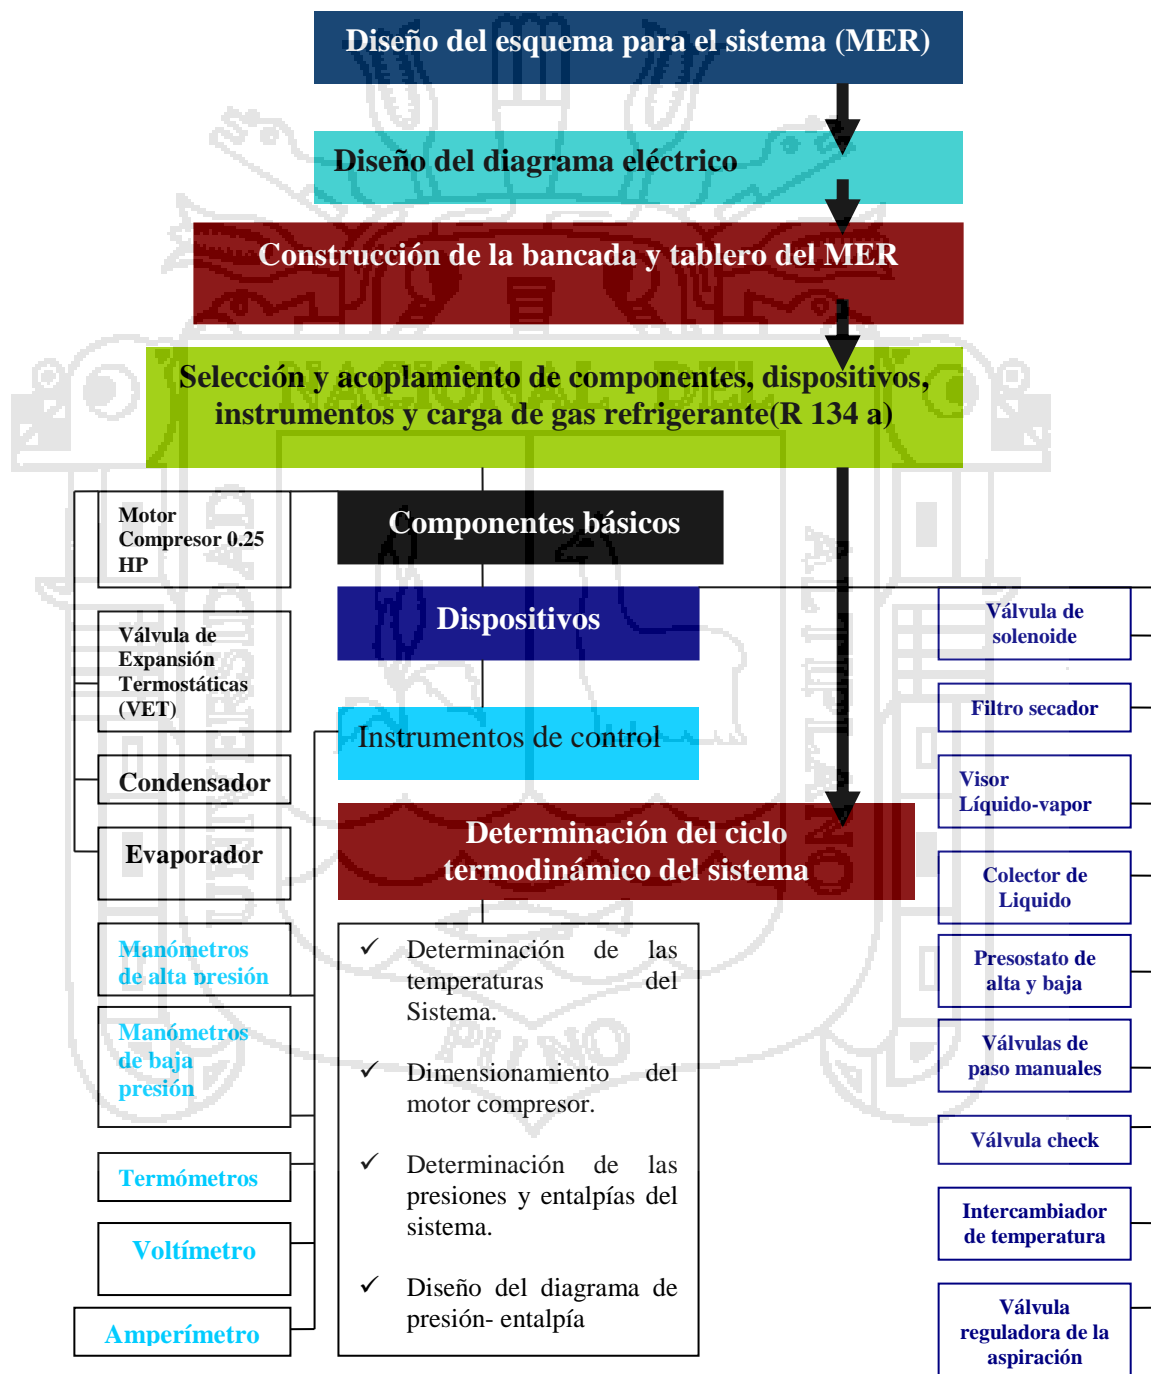 Diseño del esquema para el sistema (MER)
Diseño del diagrama eléctrico
Construcción de la bancada y tablero del MER
Selección y acoplamiento de componentes, dispositivos,
instrumentos y carga de gas refrigerante(R 134 a)
Componentes básicos
Motor
Compresor 0.25
HP
Válvula de
Expansión
Termostáticas
(VET)
Condensador
Evaporador
Dispositivos
Válvula de
solenoide
Filtro secador
Visor
Líquido-vapor
Colector de
Liquido
Presostato de
alta y baja
Válvulas de
paso manuales
Válvula check
Intercambiador
de temperatura
Válvula
reguladora de la
aspiración
Instrumentos de control
Manómetros
de alta presión
Manómetros
de baja
presión
Termómetros
Voltímetro
Amperímetro
Determinación del ciclo
termodinámico del sistema
✓ Determinación de las
temperaturas del
Sistema.
✓ Dimensionamiento del
motor compresor.
✓ Determinación de las
presiones y entalpías del
sistema.
✓ Diseño del diagrama de
presión- entalpía
UNIVERSIDAD
NACIONAL DEL
ALTIPLANO
PUNO